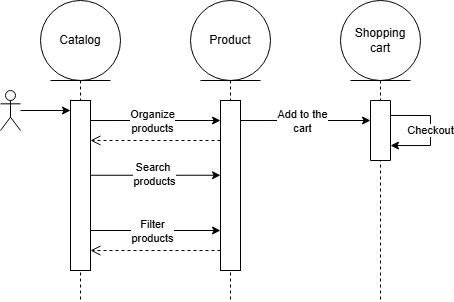 Catalog
Product
Shopping
cart
Organize
products
Add to the
cart
Checkout
Search
products
Filter
products